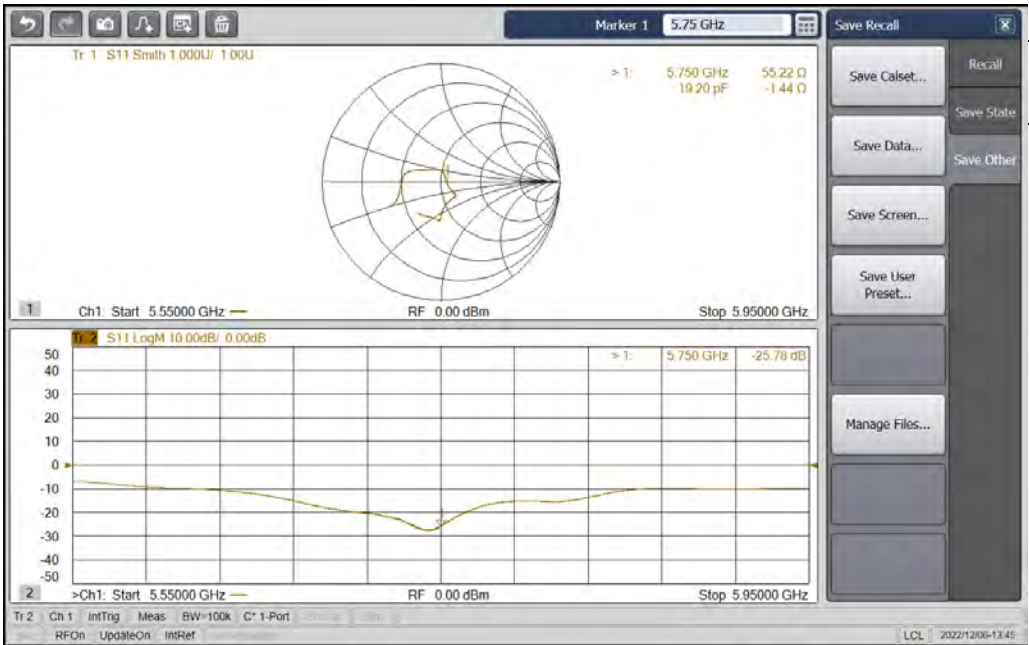 Marker 1 5.75 GHz
Save Recall
Tr 1 S11 Smith 1.000U/ 1.00U
> 1: 5.750 GHz 55.22 Ω
19.20 pF -1.44 Ω
1
Ch1: Start 5.55000 GHz
RF 0.00 dBm
Stop 5.95000 GHz
Tr 2 S11 LogM 10.00dB/ 0.00dB
> 1: 5.750 GHz -25.78 dB
50
40
30
20
10
0
-10
-20
-30
-40
-50
2
>Ch1: Start 5.55000 GHz
RF 0.00 dBm
Stop 5.95000 GHz
Save Calset...
Save Data...
Save Screen...
Save User
Preset...
Manage Files...
Recall
Save State
Save Other
Tr 2 Ch 1 IntTrig Meas BW=100k C* 1-Port
RFOn UpdateOn IntRef
LCL 2022/12/06-13:45